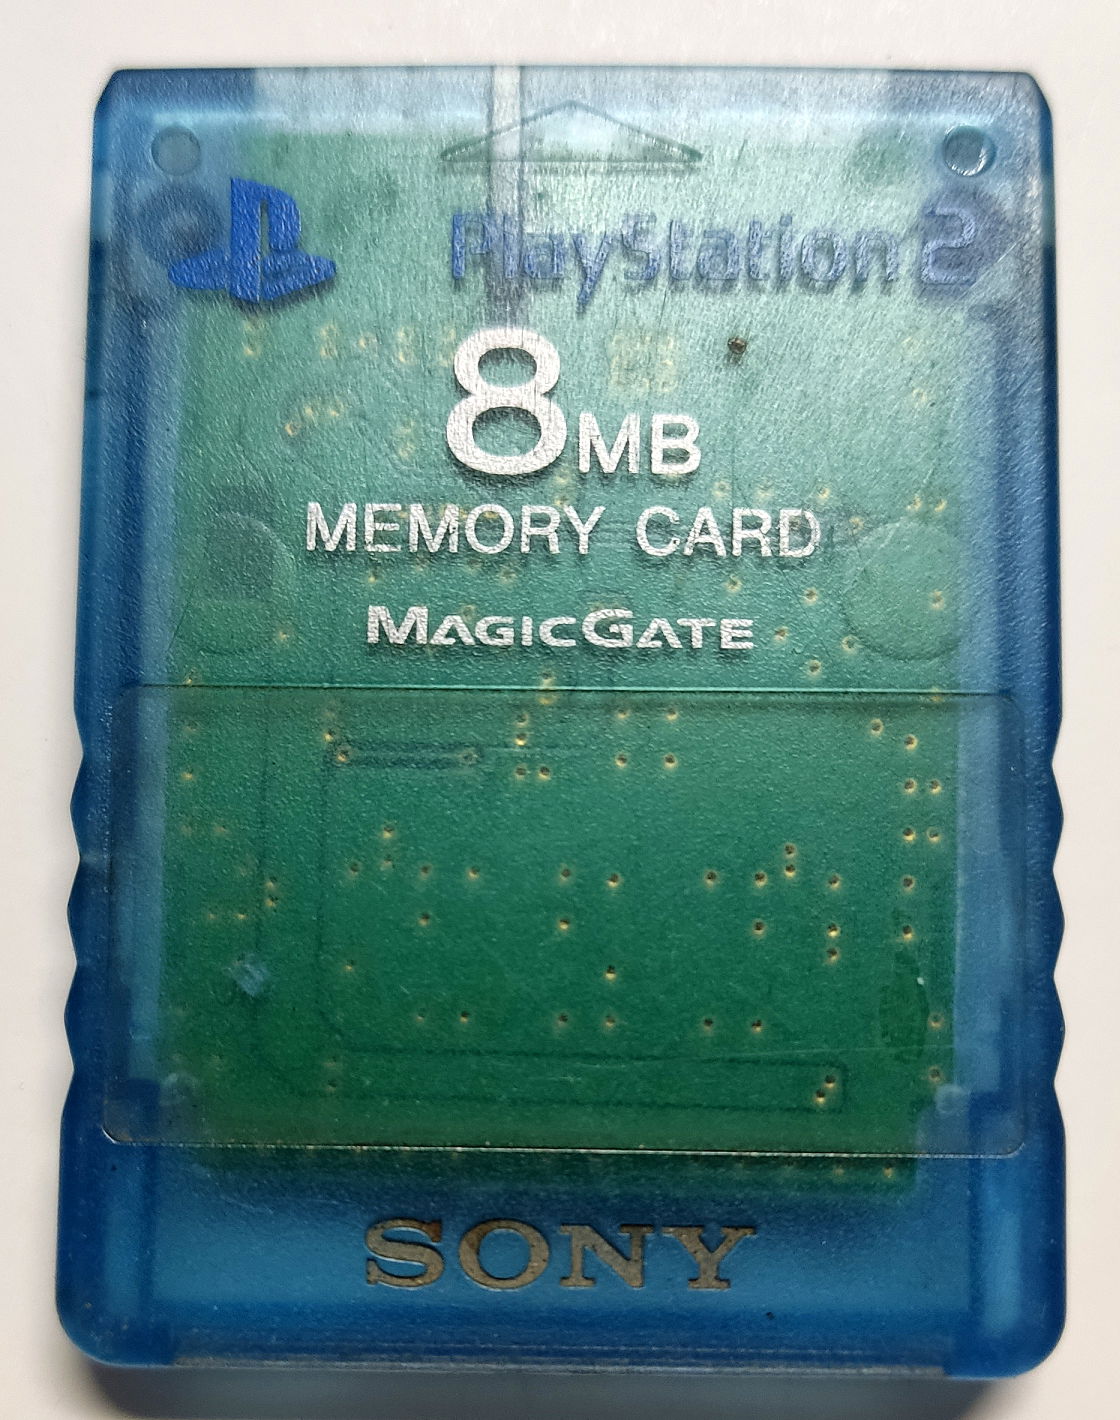 PlayStation 2
8MB
MEMORY CARD
MAGICGATE
SONY